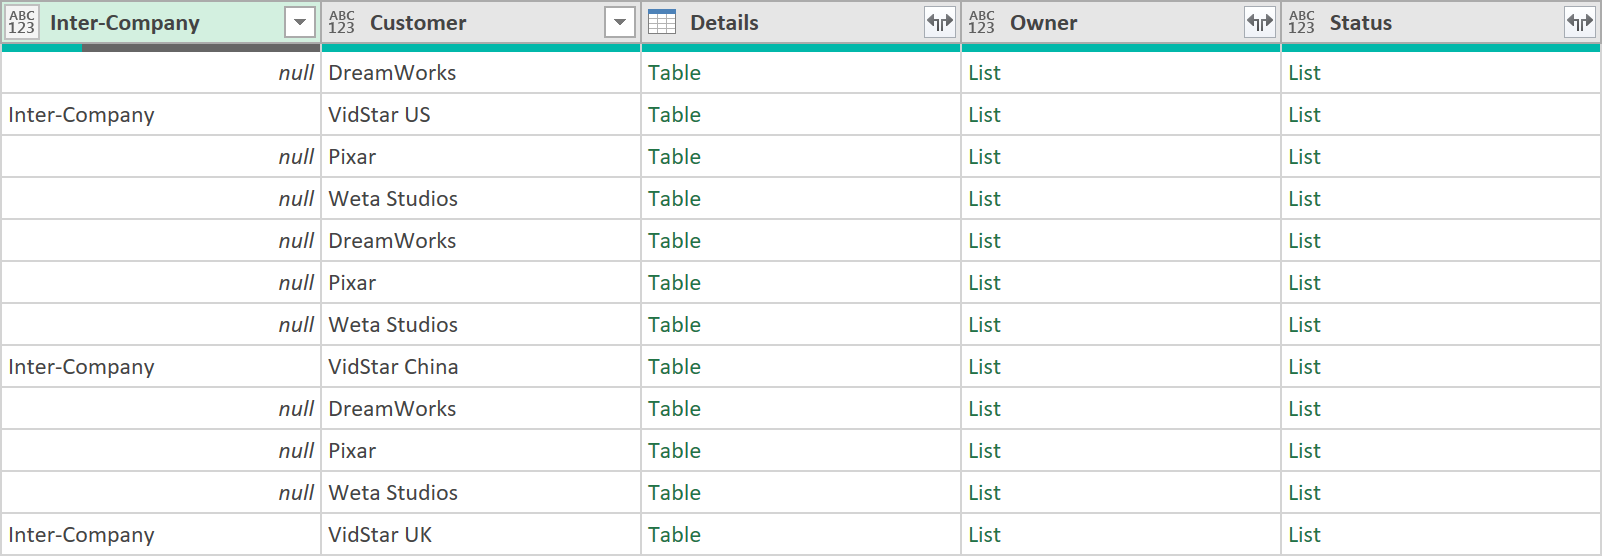 ABC 123 Inter-Company ABC 123 Customer Details ABC 123 Owner ABC 123 Status
null DreamWorks Table List List
Inter-Company VidStar US Table List List
null Pixar Table List List
null Weta Studios Table List List
null DreamWorks Table List List
null Pixar Table List List
null Weta Studios Table List List
Inter-Company VidStar China Table List List
null DreamWorks Table List List
null Pixar Table List List
null Weta Studios Table List List
Inter-Company VidStar UK Table List List